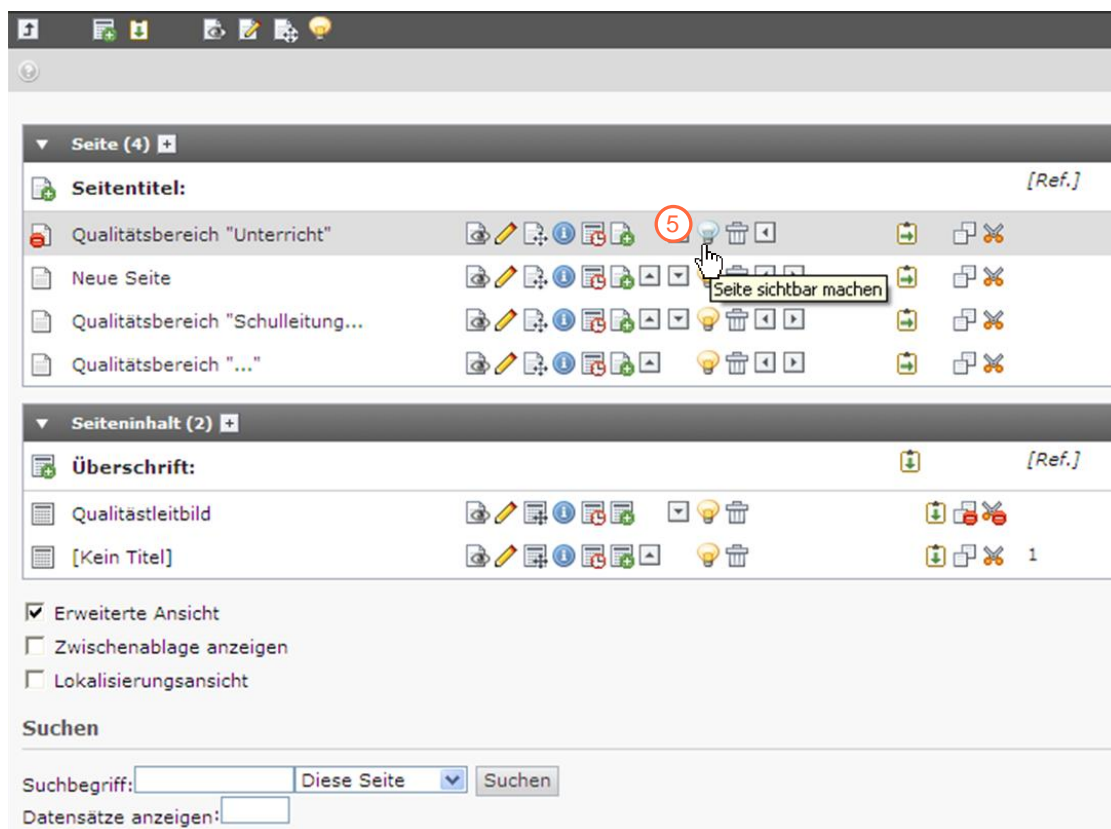 Seite (4)
Seitentitel: [Ref.]
Qualitätsbereich "Unterricht" 5
Neue Seite
Seite sichtbar machen
Qualitätsbereich "Schulleitung...
Qualitätsbereich "..."
Seiteninhalt (2)
Überschrift: [Ref.]
Qualitästleitbild
[Kein Titel] 1
Erweiterte Ansicht
Zwischenablage anzeigen
Lokalisierungsansicht
Suchen
Suchbegriff: Diese Seite Suchen
Datensätze anzeigen: